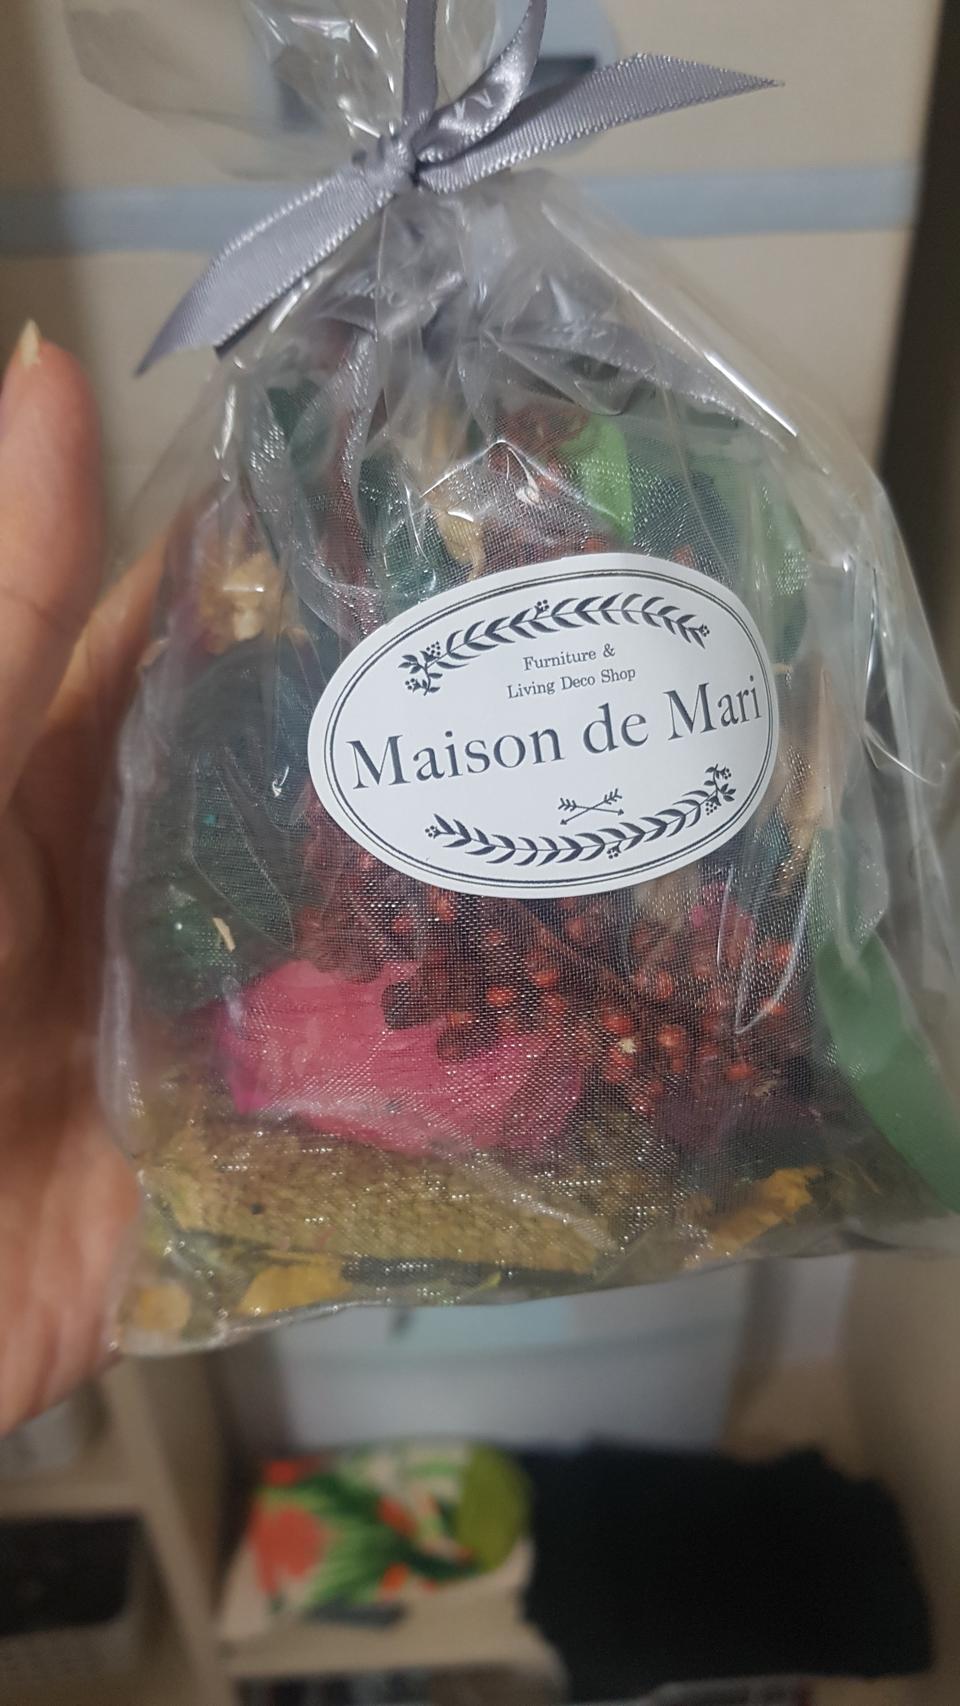 Furniture &
Living Deco Shop
Maison de Mari